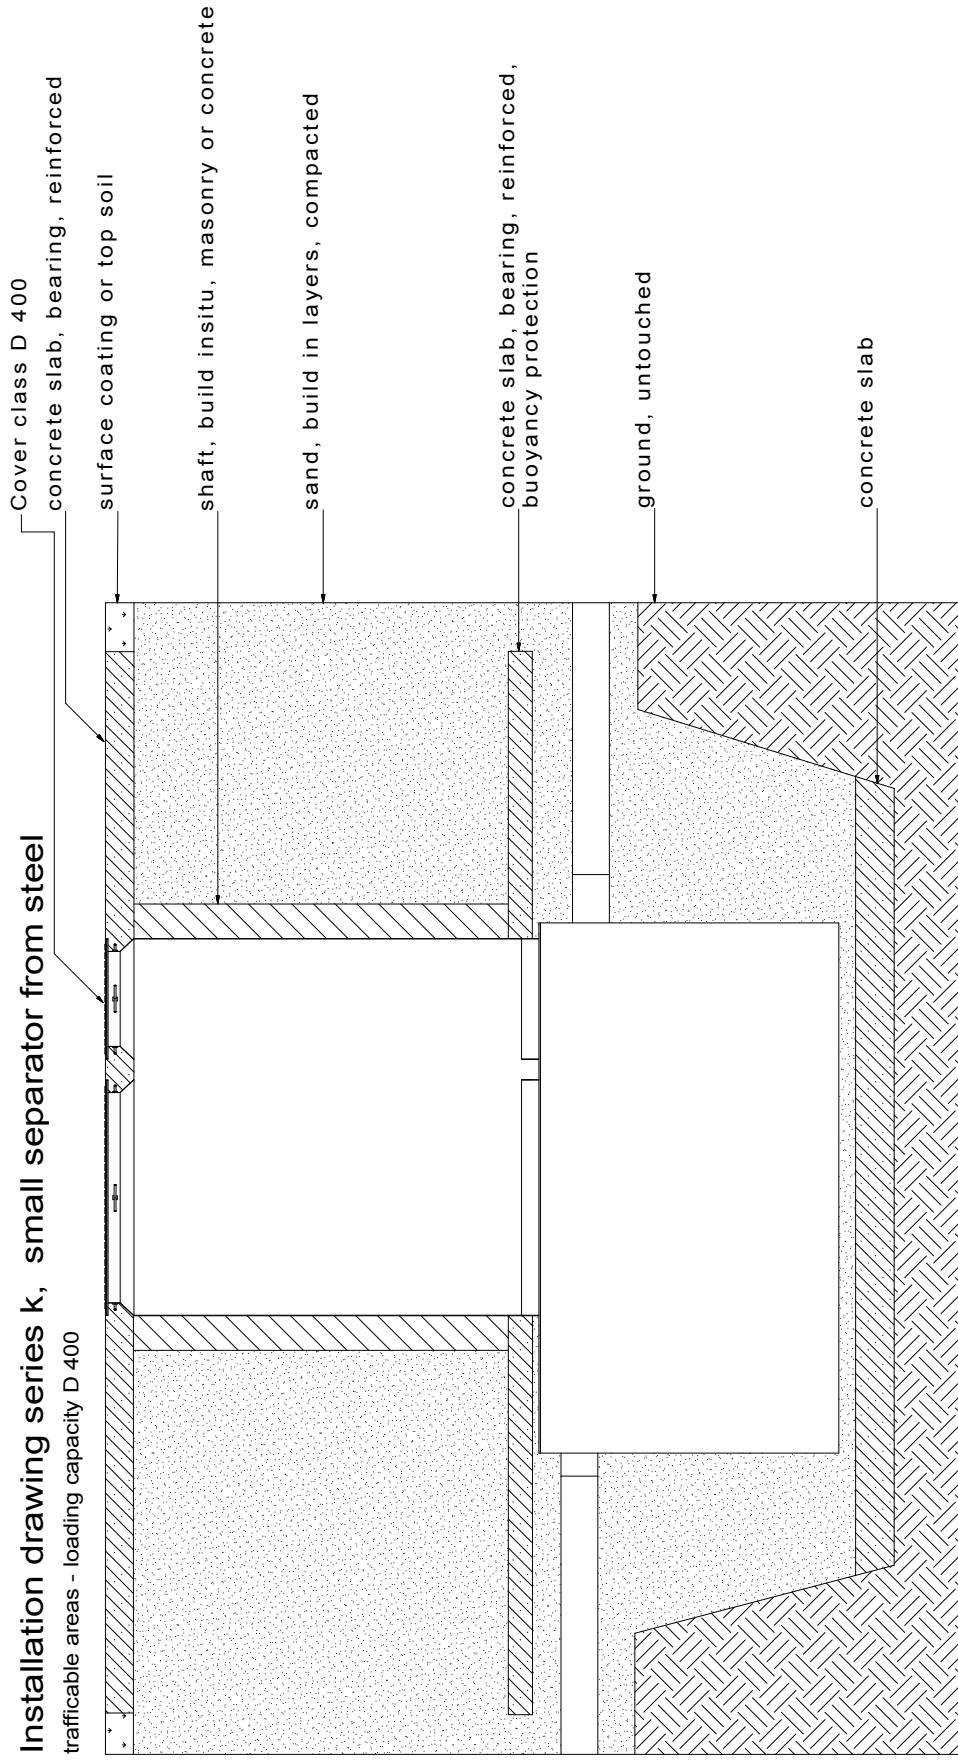 Installation drawing series k, small separator from steel
trafficable areas - loading capacity D 400
Cover class D 400
concrete slab, bearing, reinforced
surface coating or top soil
shaft, build insitu, masonry or concrete
sand, build in layers, compacted
concrete slab, bearing, reinforced,
buoyancy protection
ground, untouched
concrete slab